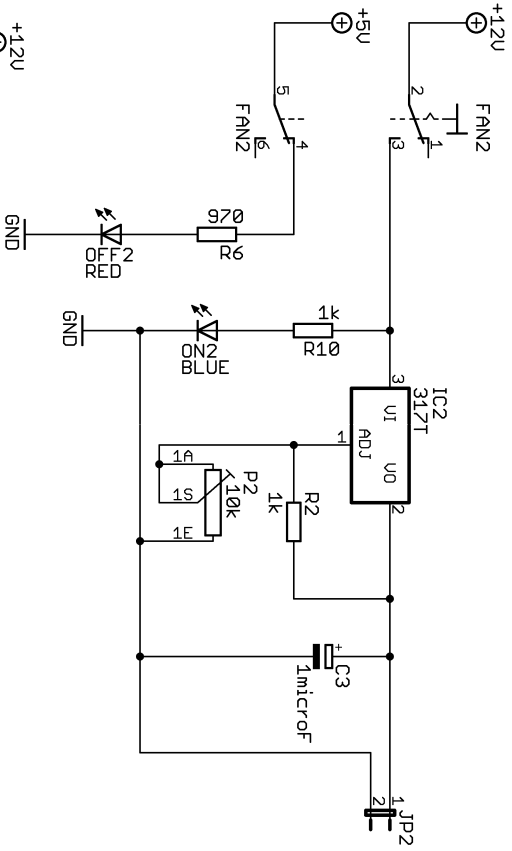 +12V
+5V
+12V
2
FAN2
1
3
5
FAN2
4
6
970
R6
GND
OFF2
RED
1k
R10
GND
ON2
BLUE
3
IC2
317T
VI
ADJ
VO
1
2
1A
1S
1E
P2
10k
R2
1k
+
C3
1microF
1
2
JP2